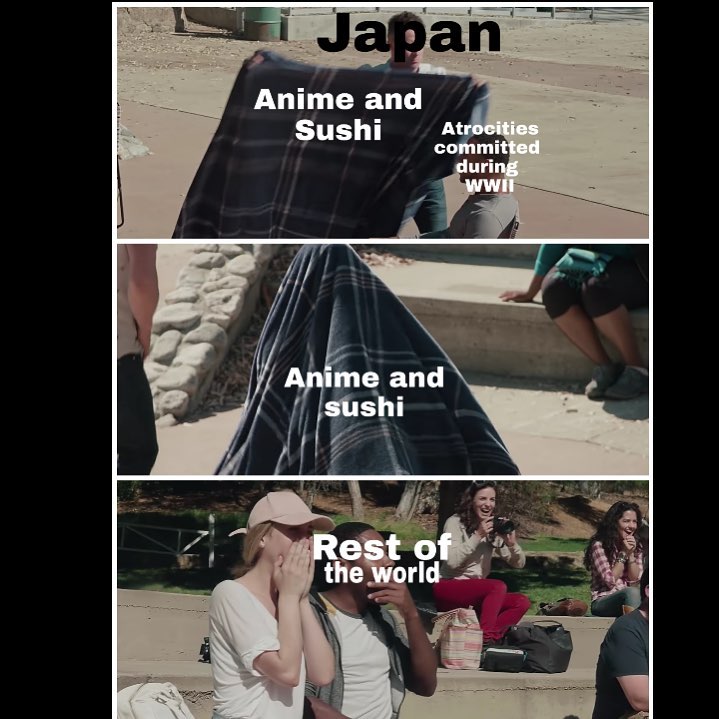 Japan
Anime and
Sushi
Atrocities
committed
during
WWII
Anime and
sushi
Rest of
the world